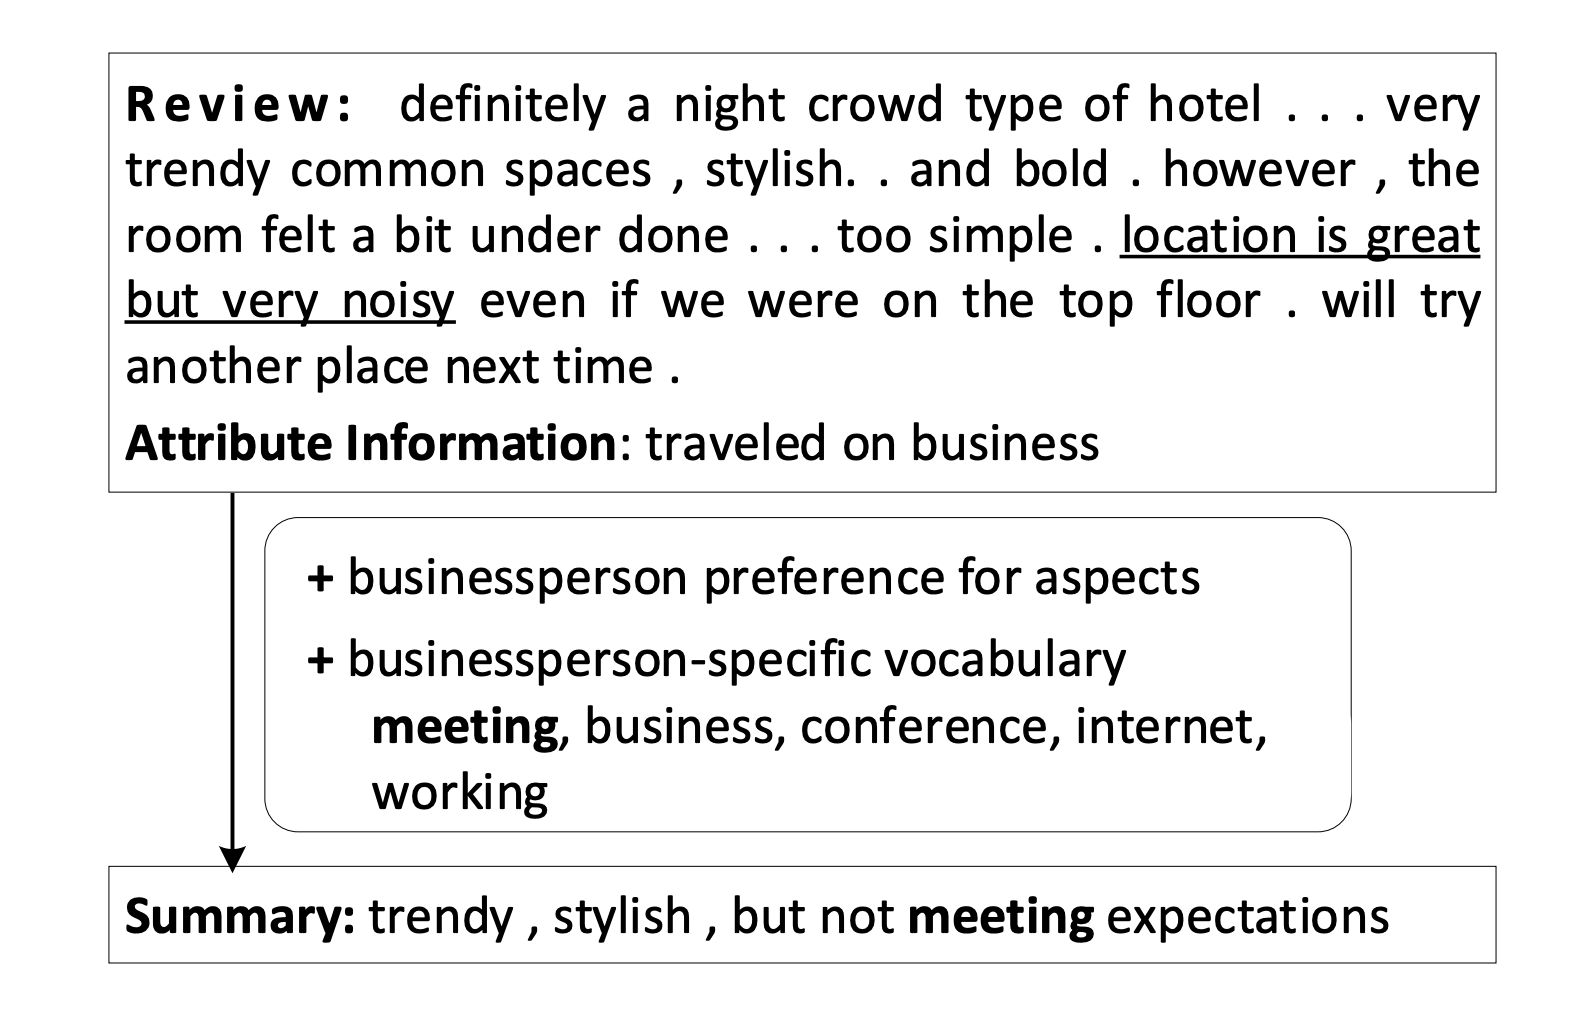 Review: definitely a night crowd type of hotel . . . very
trendy common spaces , stylish. . and bold . however , the
room felt a bit under done . . . too simple . location is great
but very noisy even if we were on the top floor . will try
another place next time .
Attribute Information: traveled on business
+ businessperson preference for aspects
+ businessperson-specific vocabulary
meeting, business, conference, internet,
working
Summary: trendy , stylish , but not meeting expectations